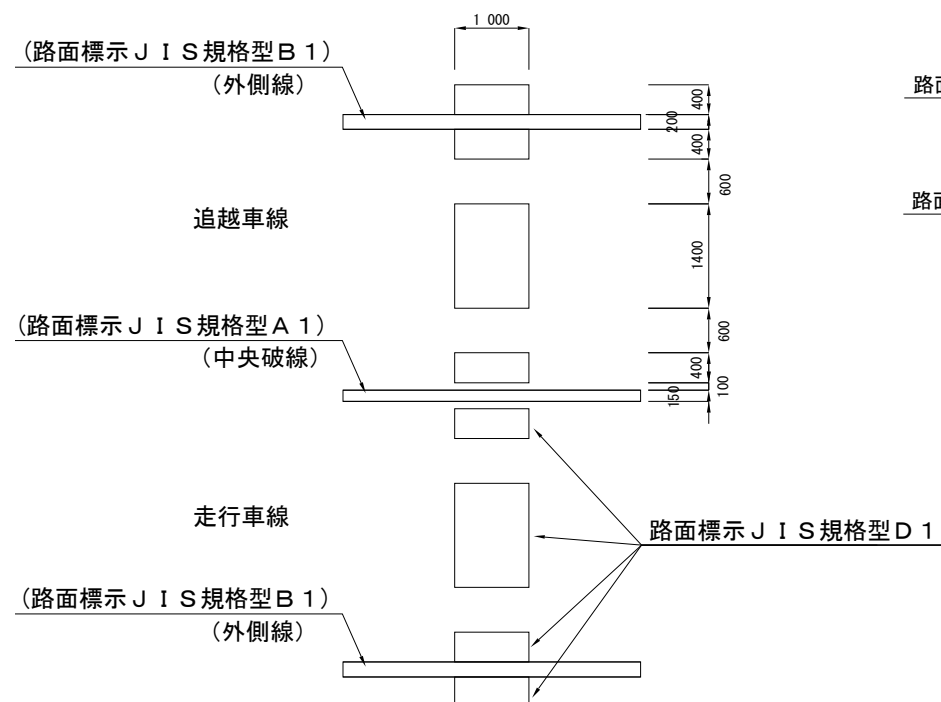 1 000
(路面標示ＪＩＳ規格型Ｂ１)
(外側線)
路面
400
200
400
600
追越車線
路面
1400
(路面標示ＪＩＳ規格型Ａ１)
(中央破線)
600
400
100
150
走行車線
路面標示ＪＩＳ規格型Ｄ１
(路面標示ＪＩＳ規格型Ｂ１)
(外側線)